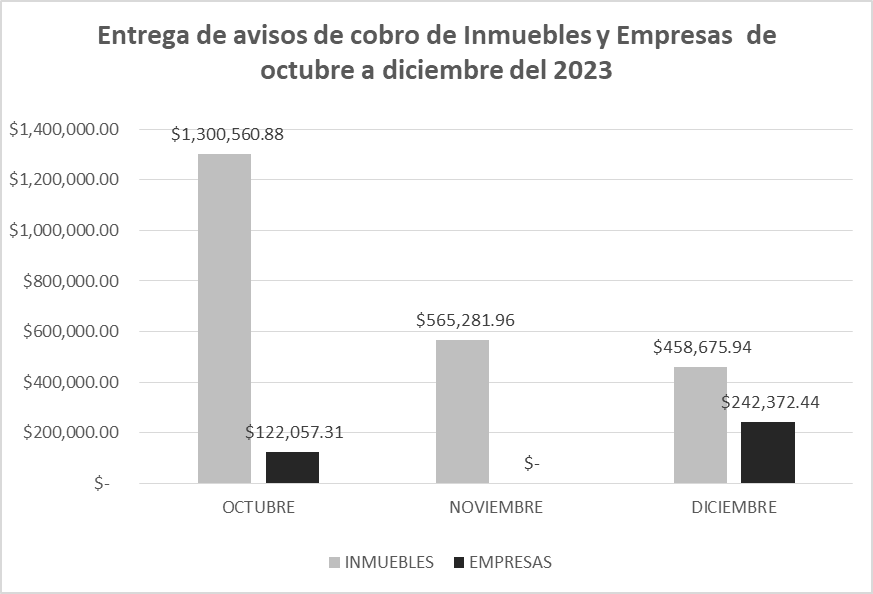 Entrega de avisos de cobro de Inmuebles y Empresas  de
octubre a diciembre del 2023
$1,400,000.00
$1,200,000.00
$1,000,000.00
$800,000.00
$600,000.00
$400,000.00
$200,000.00
$-
$1,300,560.88
$122,057.31
$565,281.96
$-
$458,675.94
$242,372.44
OCTUBRE
NOVIEMBRE
DICIEMBRE
INMUEBLES
EMPRESAS